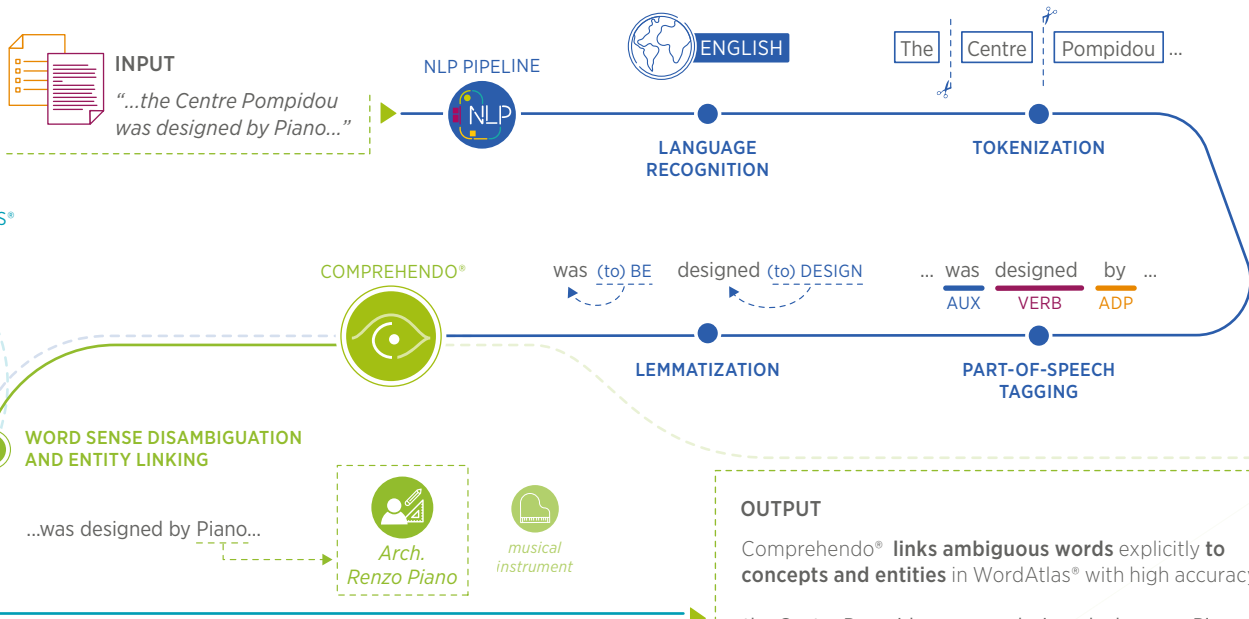 INPUT
“...the Centre Pompidou
was designed by Piano...”
NLP PIPELINE
NLP
ENGLISH
LANGUAGE
RECOGNITION
The Centre Pompidou ...
TOKENIZATION
... was designed by ...
AUX VERB ADP
PART-OF-SPEECH
TAGGING
was (to) BE designed (to) DESIGN
LEMMATIZATION
COMPREHENDO®
WORD SENSE DISAMBIGUATION
AND ENTITY LINKING
...was designed by Piano...
Arch.
Renzo Piano
musical
instrument
OUTPUT
Comprehendo® links ambiguous words explicitly to
concepts and entities in WordAtlas® with high accuracy